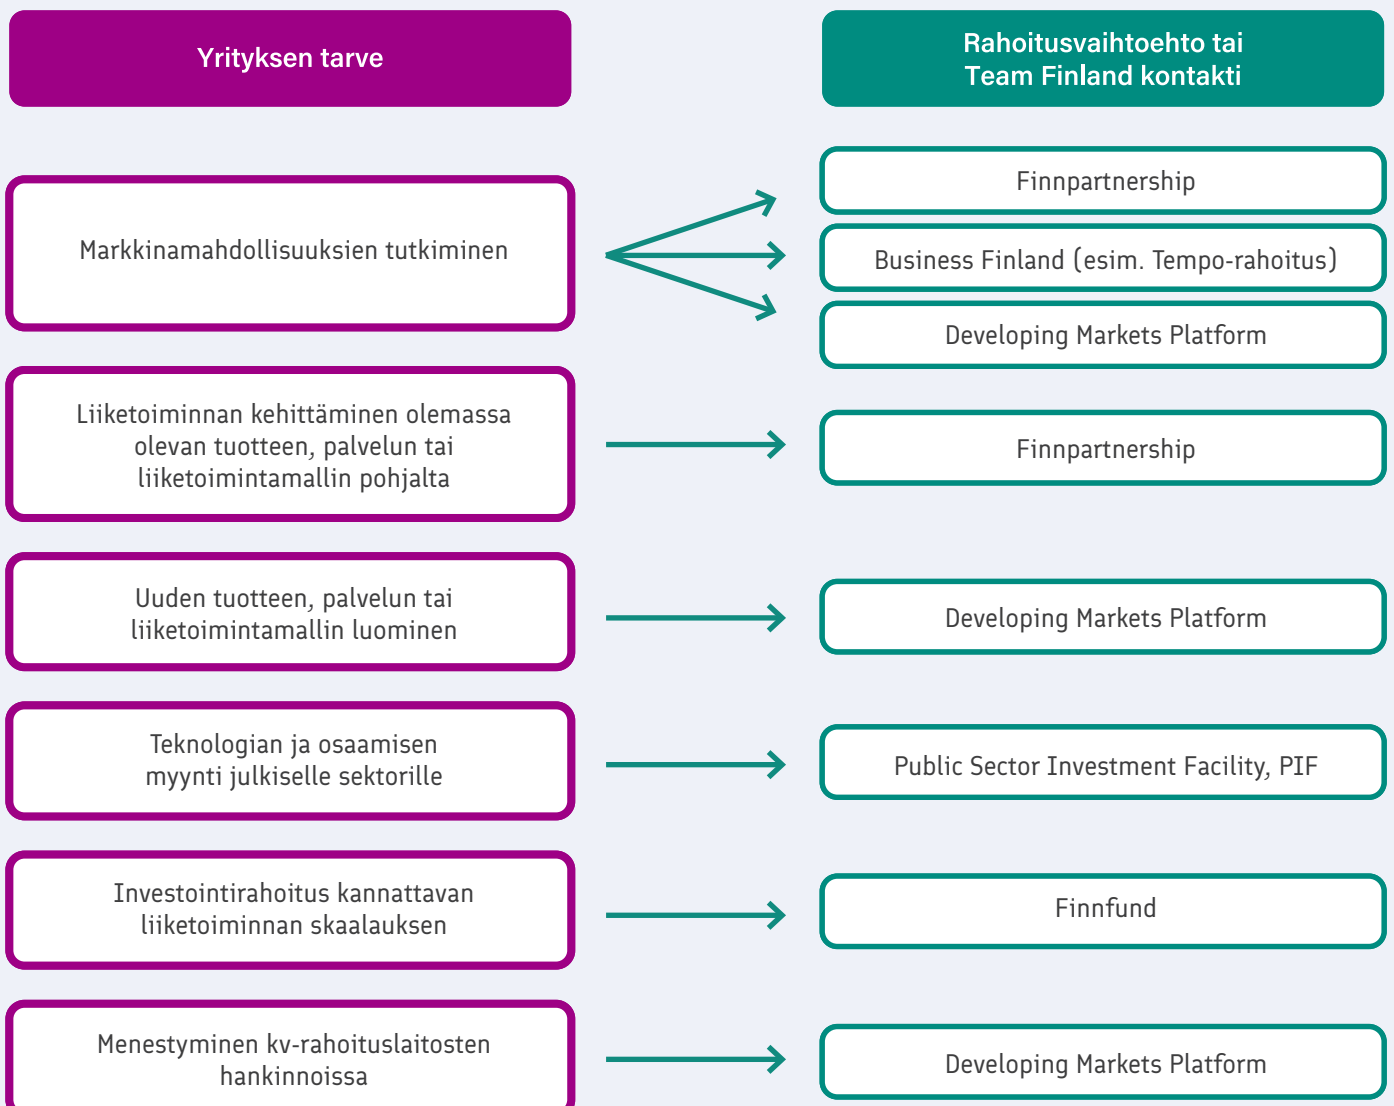 Yrityksen tarve
Rahoitusvaihtoehto tai
Team Finland kontakti
Markkinamahdollisuuksien tutkiminen
Finnpartnership
Business Finland (esim. Tempo-rahoitus)
Developing Markets Platform
Liiketoiminnan kehittäminen olemassa
olevan tuotteen, palvelun tai
liiketoimintamallin pohjalta
Finnpartnership
Uuden tuotteen, palvelun tai
liiketoimintamallin luominen
Developing Markets Platform
Teknologian ja osaamisen
myynti julkiselle sektorille
Public Sector Investment Facility, PIF
Investointirahoitus kannattavan
liiketoiminnan skaalauksen
Finnfund
Menestyminen kv-rahoituslaitosten
hankinnoissa
Developing Markets Platform